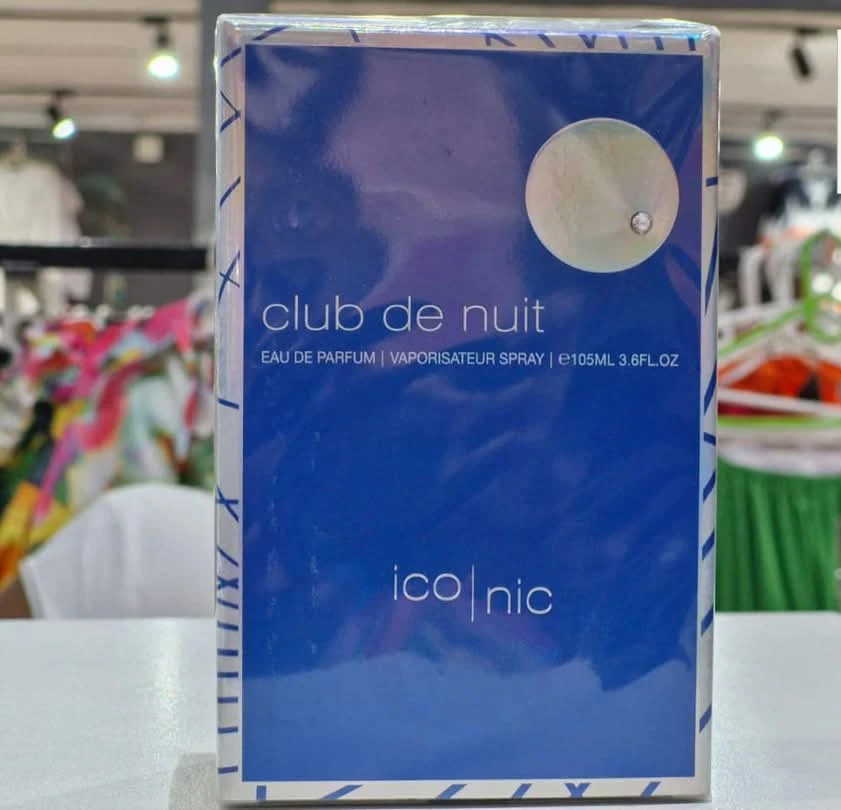 club de nuit
EAU DE PARFUM | VAPORISATEUR SPRAY | ℮105ML 3.6FL.OZ
ico|nic